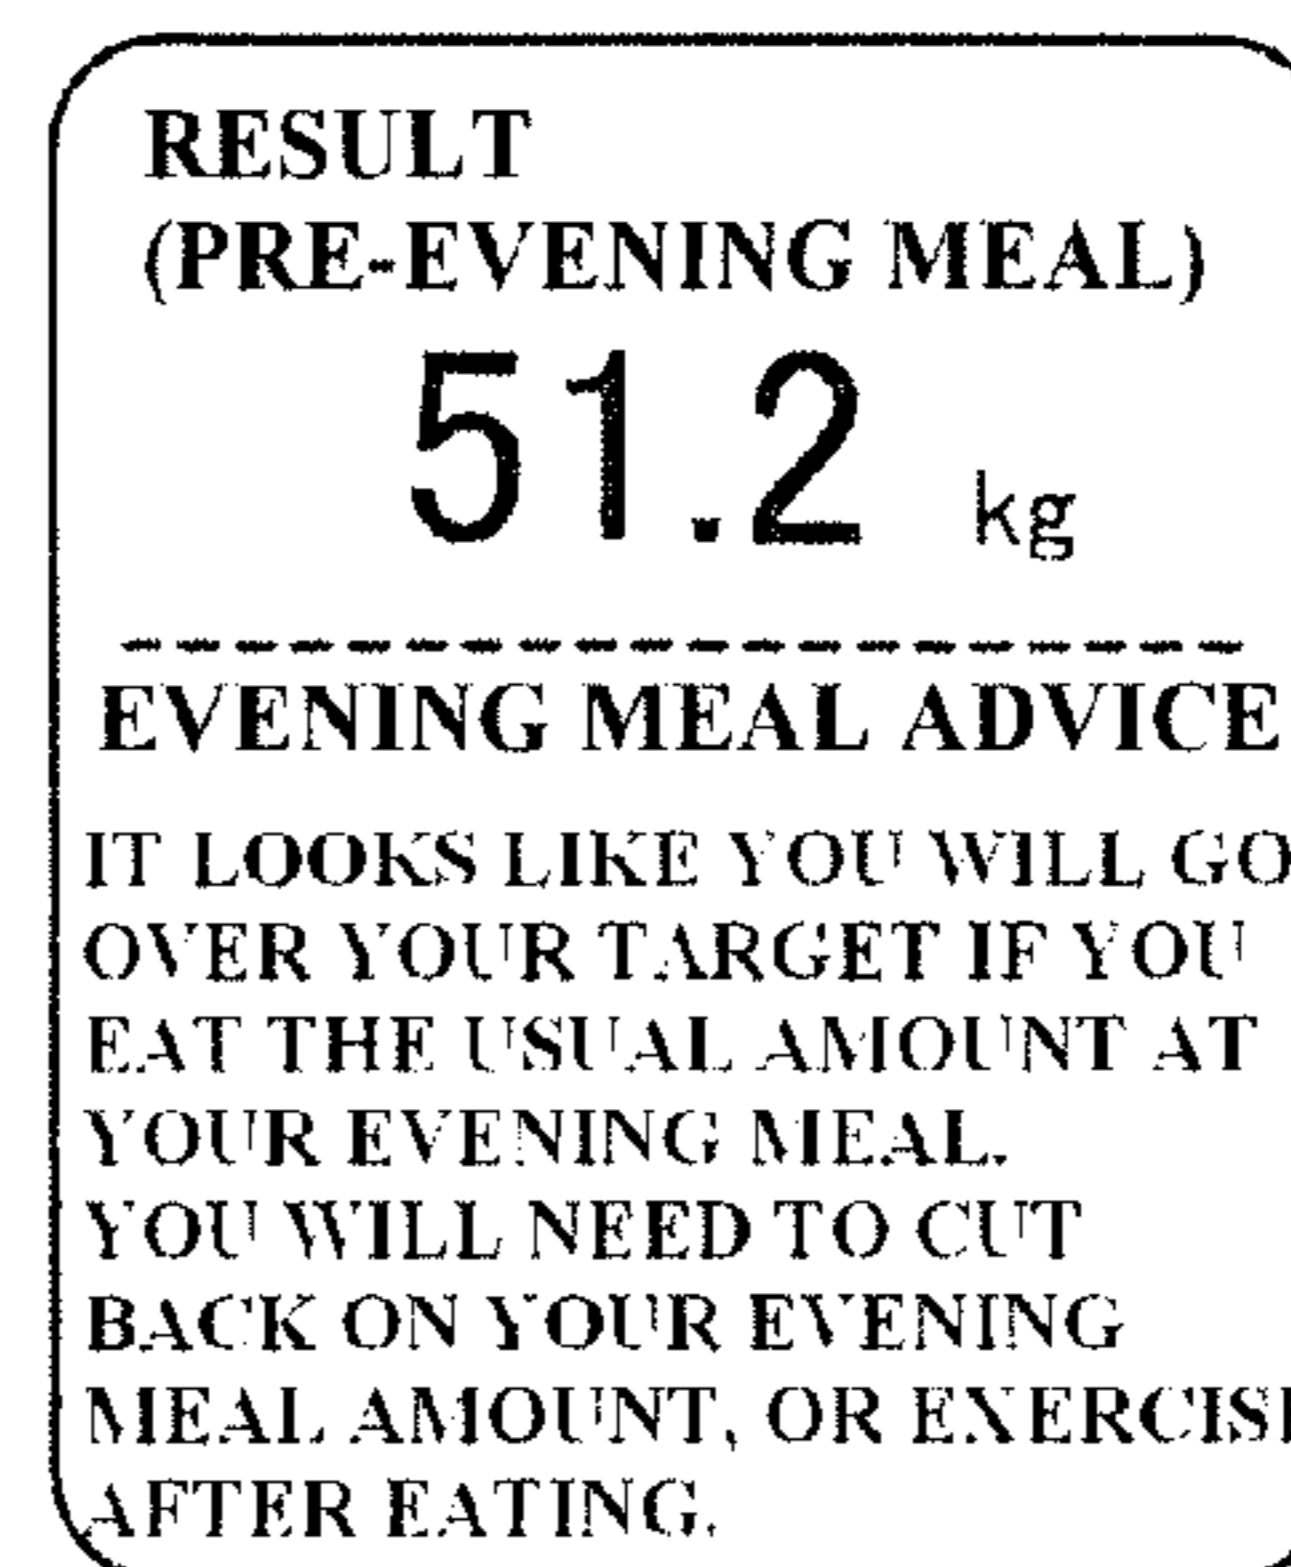 RESULT
(PRE-EVENING MEAL)
51.2 kg
EVENING MEAL ADVICE
IT LOOKS LIKE YOU WILL GO
OVER YOUR TARGET IF YOU
EAT THE USUAL AMOUNT AT
YOUR EVENING MEAL.
YOU WILL NEED TO CUT
BACK ON YOUR EVENING
MEAL AMOUNT, OR EXERCISE
AFTER EATING.